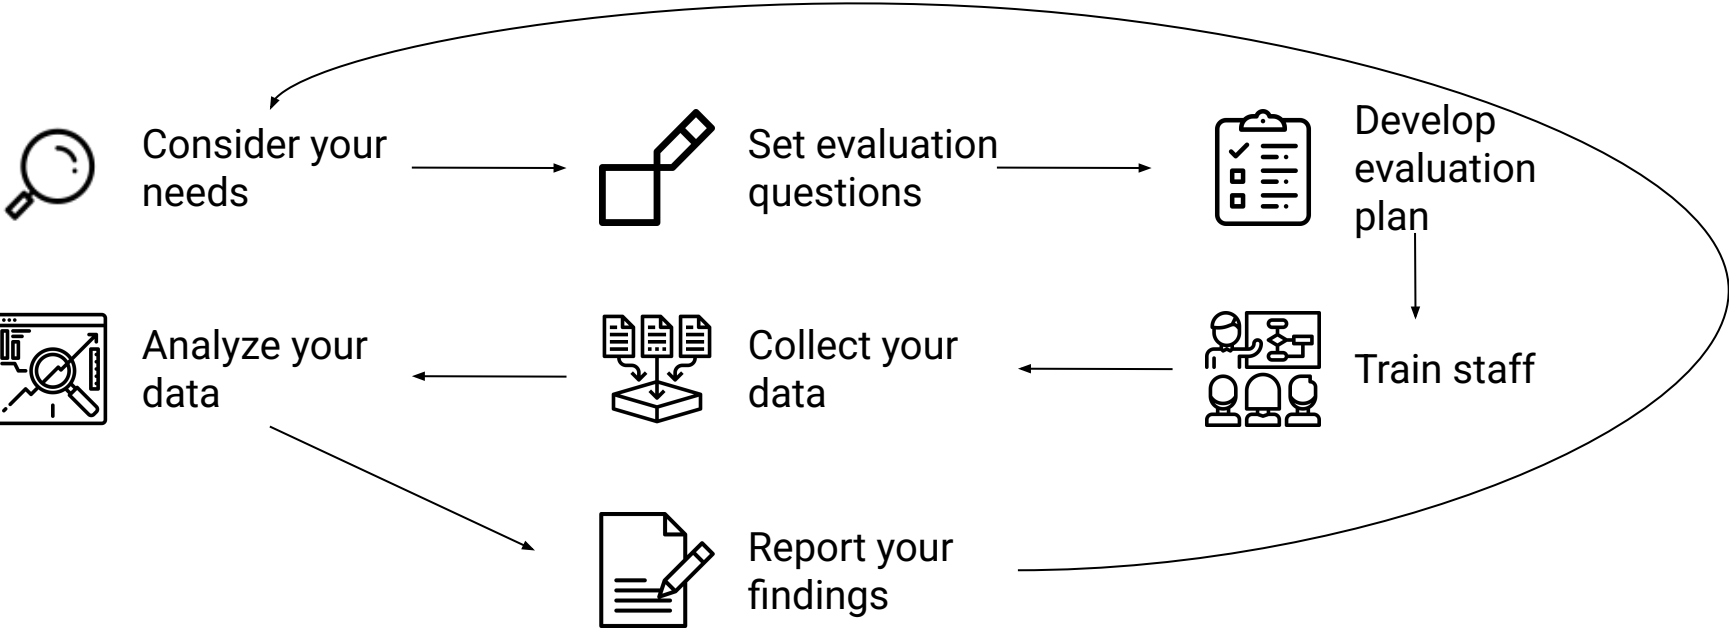 Consider your
needs
Set evaluation
questions
Develop
evaluation
plan
Train staff
Collect your
data
Analyze your
data
Report your
findings